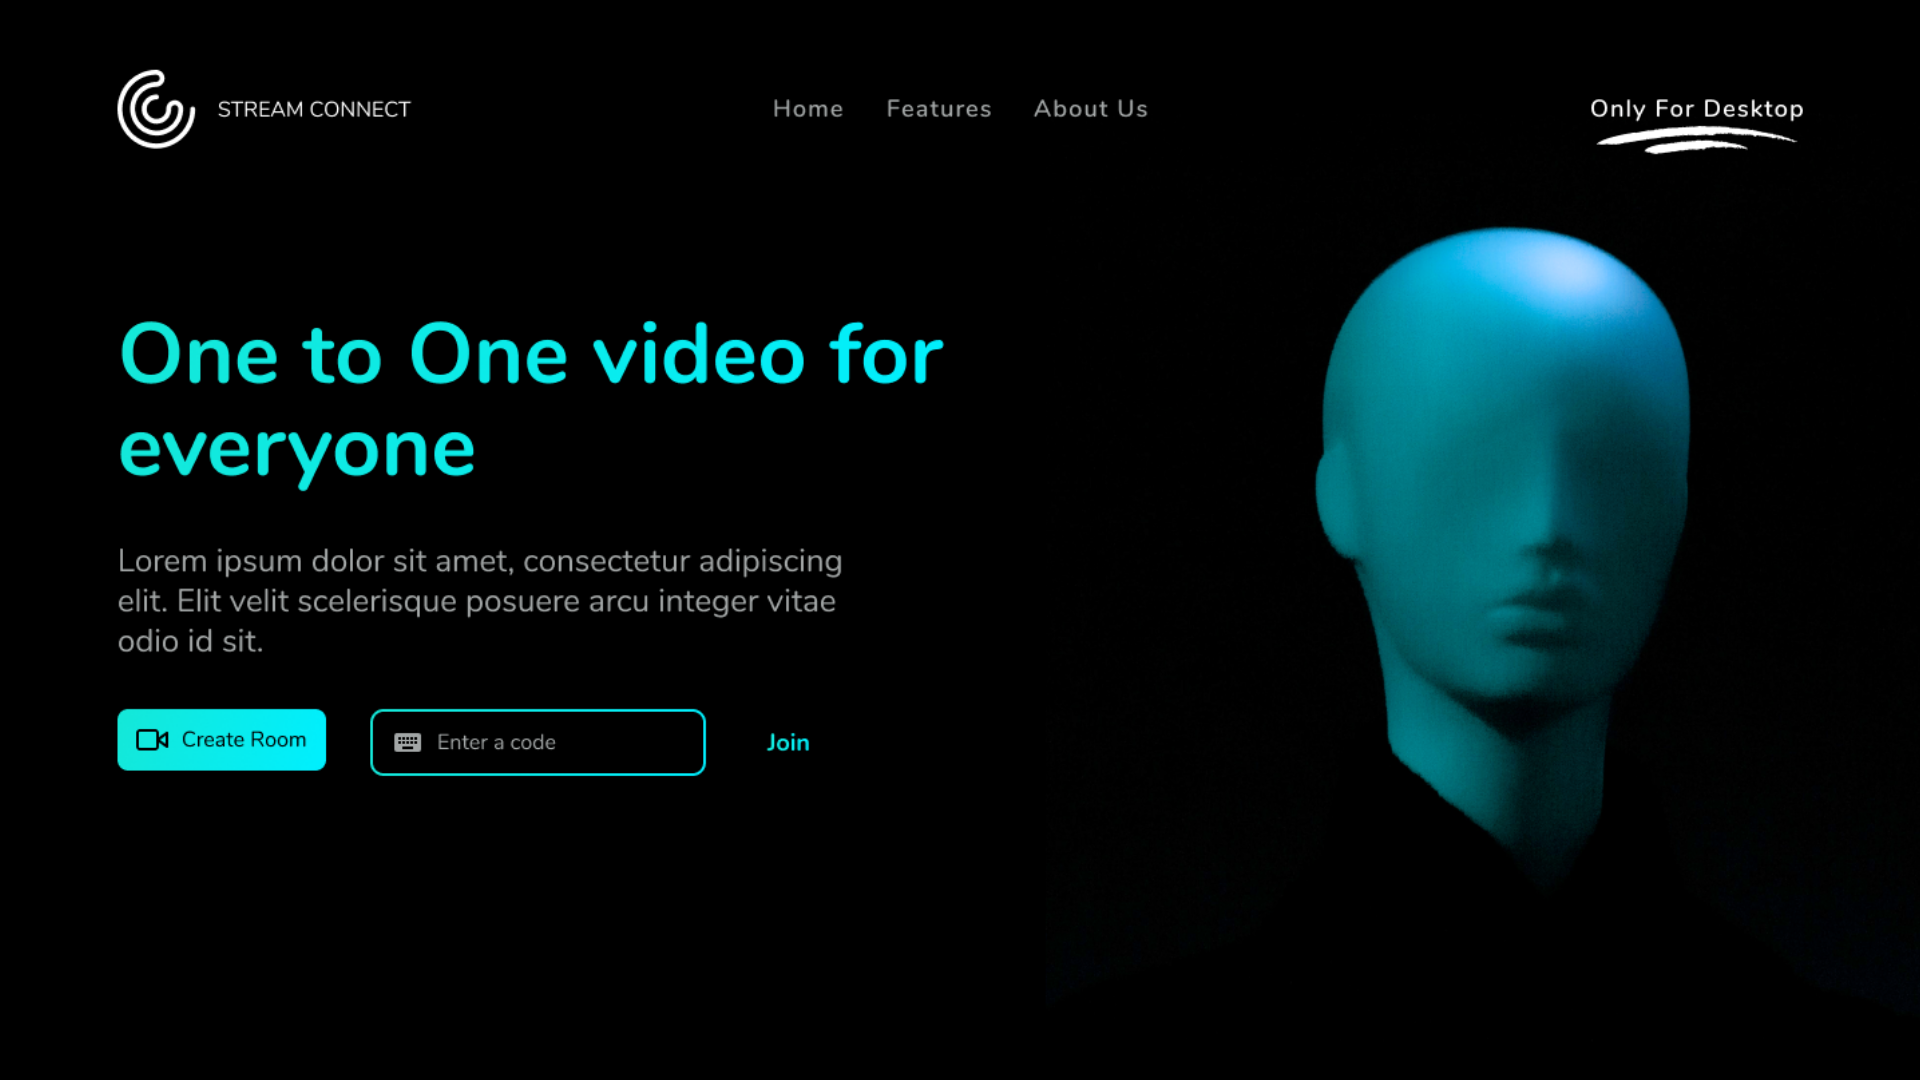 STREAM CONNECT
Home
Features
About Us
Only For Desktop
One to One video for
everyone
Lorem ipsum dolor sit amet, consectetur adipiscing
elit. Elit velit scelerisque posuere arcu integer vitae
odio id sit.
Create Room
Enter a code
Join